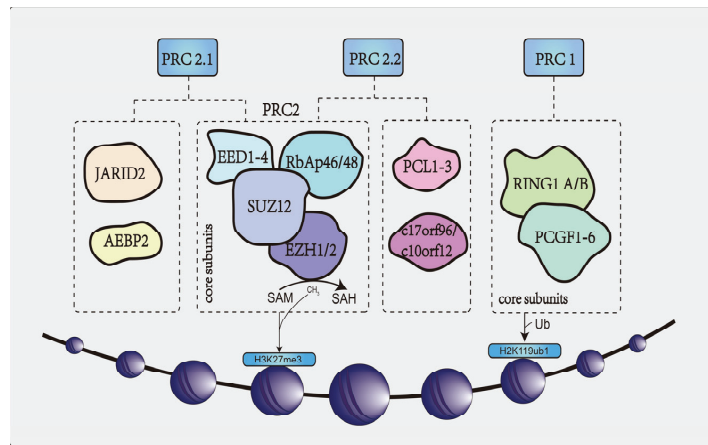 PRC 2.1
PRC 2.2
PRC 1
PRC2
JARID2
AEBP2
EED1-4
RbAp46/48
SUZ12
EZH1/2
core subunits
SAM
CH3
SAH
PCL1-3
c17orf96/
c10orf12
RING1 A/B
PCGF1-6
core subunits
Ub
H3K27me3
H2K119ub1